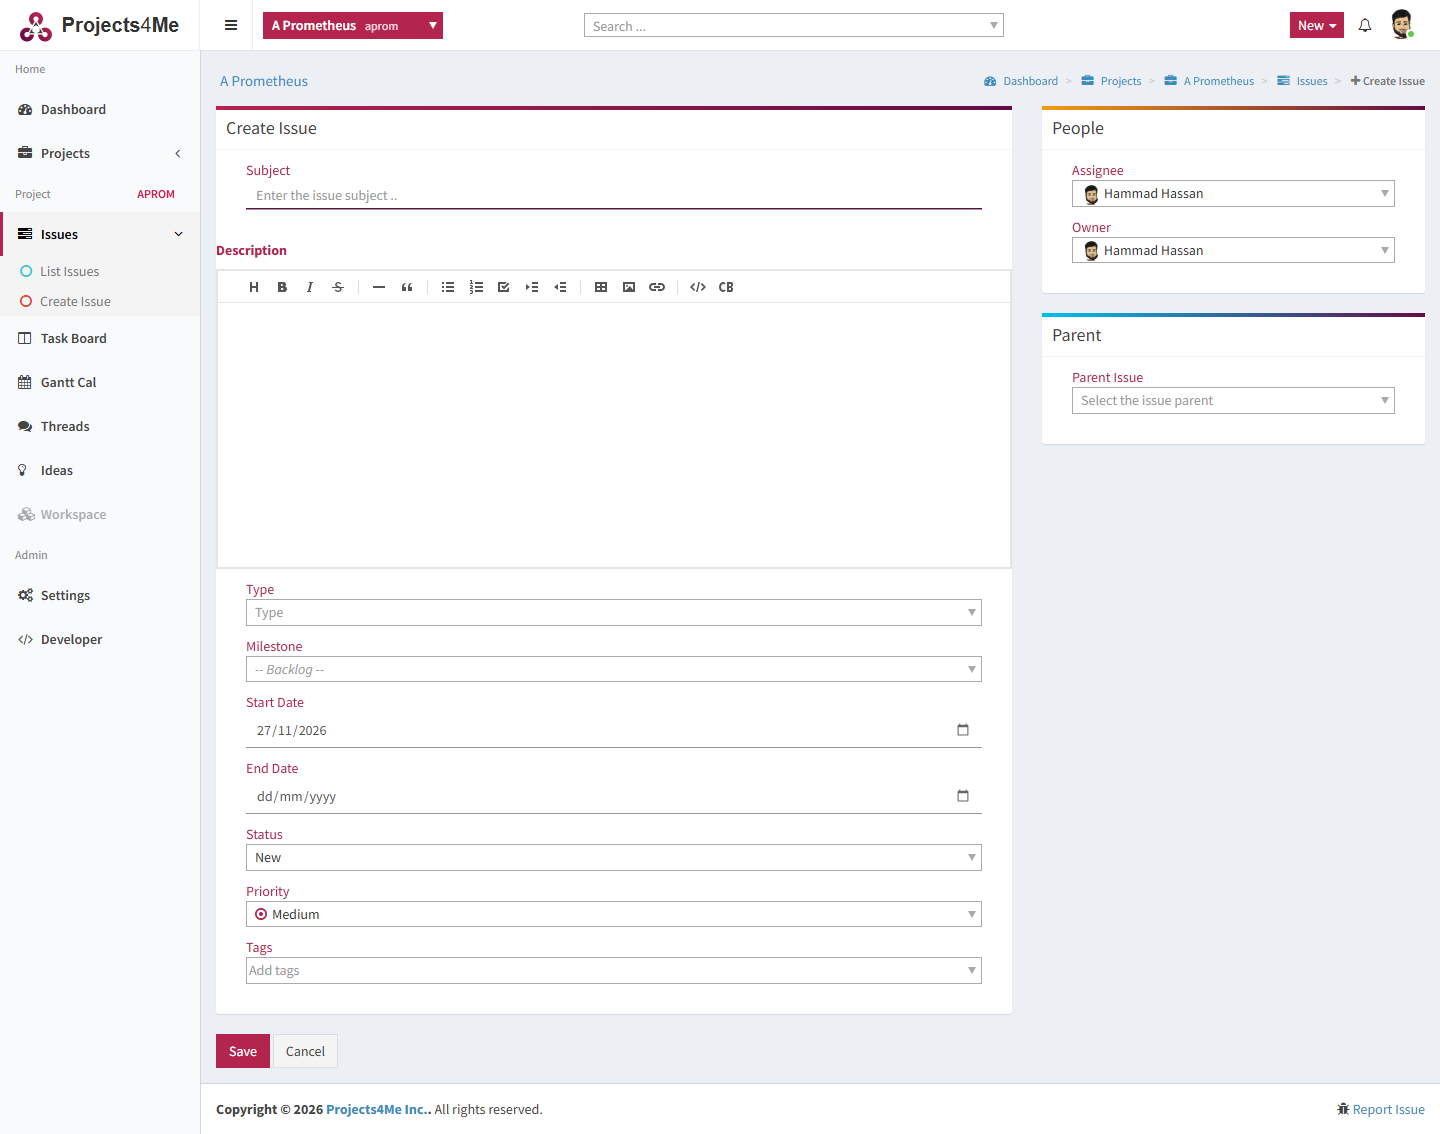 Projects4Me
A Prometheus aprom
Search ...
New
Home
Dashboard
Projects
Project APROM
Issues
List Issues
Create Issue
Task Board
Gantt Cal
Threads
Ideas
Workspace
Admin
Settings
Developer
A Prometheus
Dashboard > Projects > A Prometheus > Issues > Create Issue
Create Issue
Subject
Enter the issue subject ..
Description
H B I S CB
Type
Type
Milestone
-- Backlog --
Start Date
27/11/2026
End Date
dd/mm/yyyy
Status
New
Priority
Medium
Tags
Add tags
Save Cancel
People
Assignee
Hammad Hassan
Owner
Hammad Hassan
Parent
Parent Issue
Select the issue parent
Copyright © 2026 Projects4Me Inc.. All rights reserved.
Report Issue